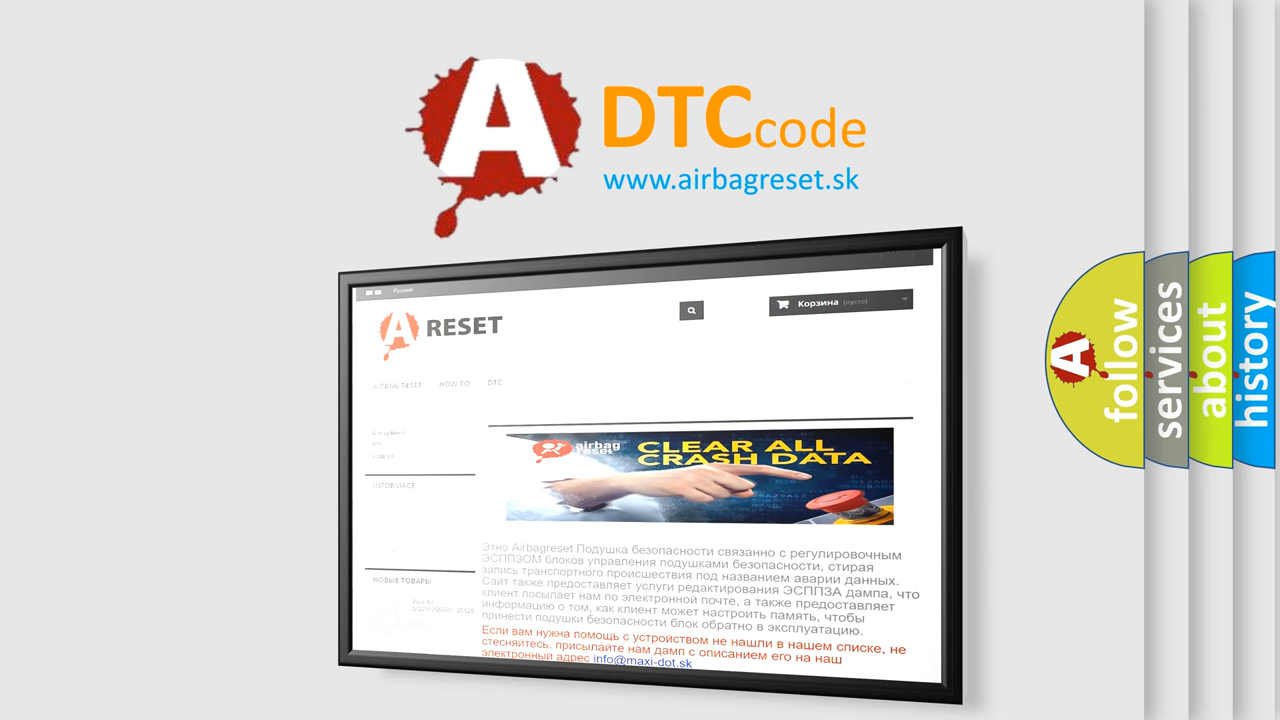 A
DTCcode
www.airbagreset.sk
Русский
A RESET
Корзина (пусто)
AIRBAG RESET HOW TO DTC
INFORMACE
airbag
reset
CLEAR ALL
CRASH DATA
Этно Airbagreset Подушка безопасности связанно с регулировочным
ЭСППЗОМ блоков управления подушками безопасности, стирая
запись транспортного происшествия под названием аварии данных.
Сайт также предоставляет услуги редактирования ЭСППЗА дампа, что
клиент посылает нам по электронной почте, а также предоставляет
информацию о том, как клиент может настроить память, чтобы
принести подушки безопасности блок обратно в эксплуатацию.
Если вам нужна помощь с устройством не нашли в нашем списке, не
стесняйтесь, присылайте нам дамп с описанием его на наш
электронный адрес info@maxi-dot.sk
НОВЫЕ ТОВАРЫ
A
follow
services
about
history